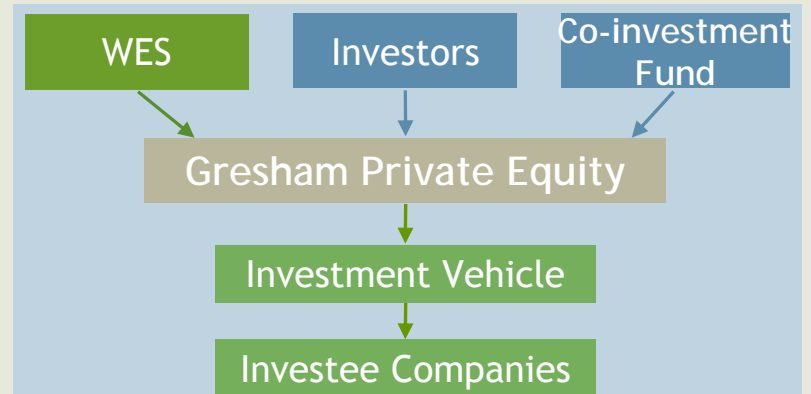 WES
Investors
Co-investment
Fund
Gresham Private Equity
Investment Vehicle
Investee Companies